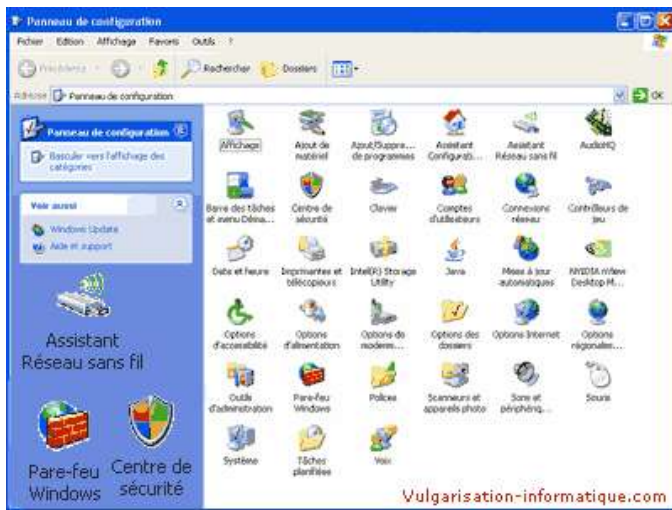 Panneau de configuration
Fichier Edition Affichage Favoris Outils ?
Précédente Rechercher Dossiers
Adresse Panneau de configuration OK
Panneau de configuration
Basculer vers l'affichage des
catégories
Voir aussi
Windows Update
Aide et support
Assistant
Réseau sans fil
Pare-feu
Windows
Centre de
sécurité
Affichage
Ajout de
matériel
Ajout/Suppre...
de programmes
Assistant
Configurati...
Assistant
Réseau sans fil
AudioHQ
Barre des tâches
et menu Déma...
Centre de
sécurité
Clavier
Comptes
d'utilisateurs
Connexions
réseau
Contrôleurs de
jeu
Date et heure
Imprimantes et
télécopieurs
Intel(R) Storage
Utility
Java
Mises à jour
automatiques
NVIDIA nView
Desktop M...
Options
d'accessibilité
Options
d'alimentation
Options de
modems...
Options des
dossiers
Options Internet
Options
régionales...
Outils
d'administration
Pare-feu
Windows
Polices
Scanneurs et
appareils photo
Sons et
périphériq...
Souris
Système
Tâches
planifiées
Voix
Vulgarisation-informatique.com